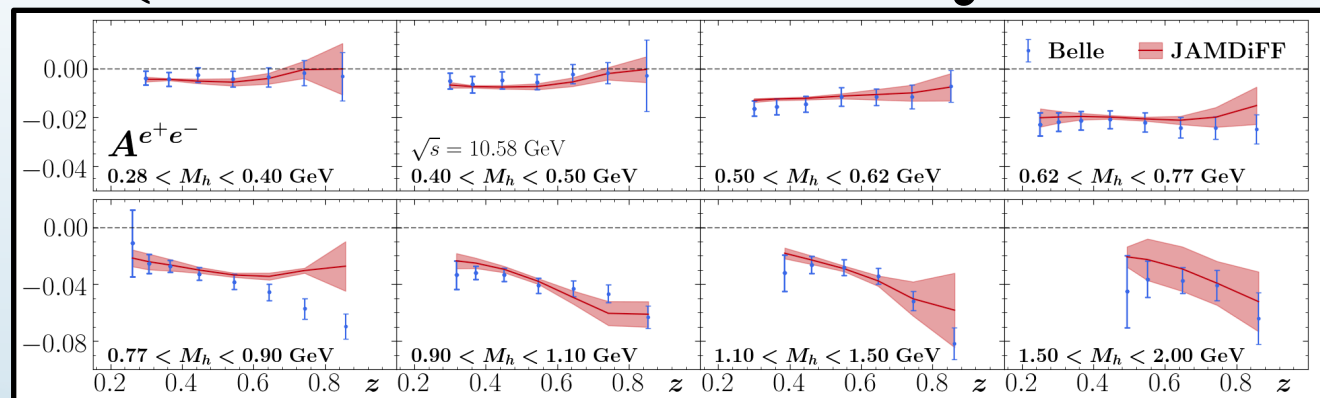 Belle JAMDiFF
0.00
−0.02
−0.04
A^{e^+e^-}
√s = 10.58 GeV
0.28 < M_h < 0.40 GeV
0.40 < M_h < 0.50 GeV
0.50 < M_h < 0.62 GeV
0.62 < M_h < 0.77 GeV
0.00
−0.04
−0.08
0.77 < M_h < 0.90 GeV
0.90 < M_h < 1.10 GeV
1.10 < M_h < 1.50 GeV
1.50 < M_h < 2.00 GeV
0.2 0.4 0.6 0.8 z
0.2 0.4 0.6 0.8 z
0.2 0.4 0.6 0.8 z
0.2 0.4 0.6 0.8 z